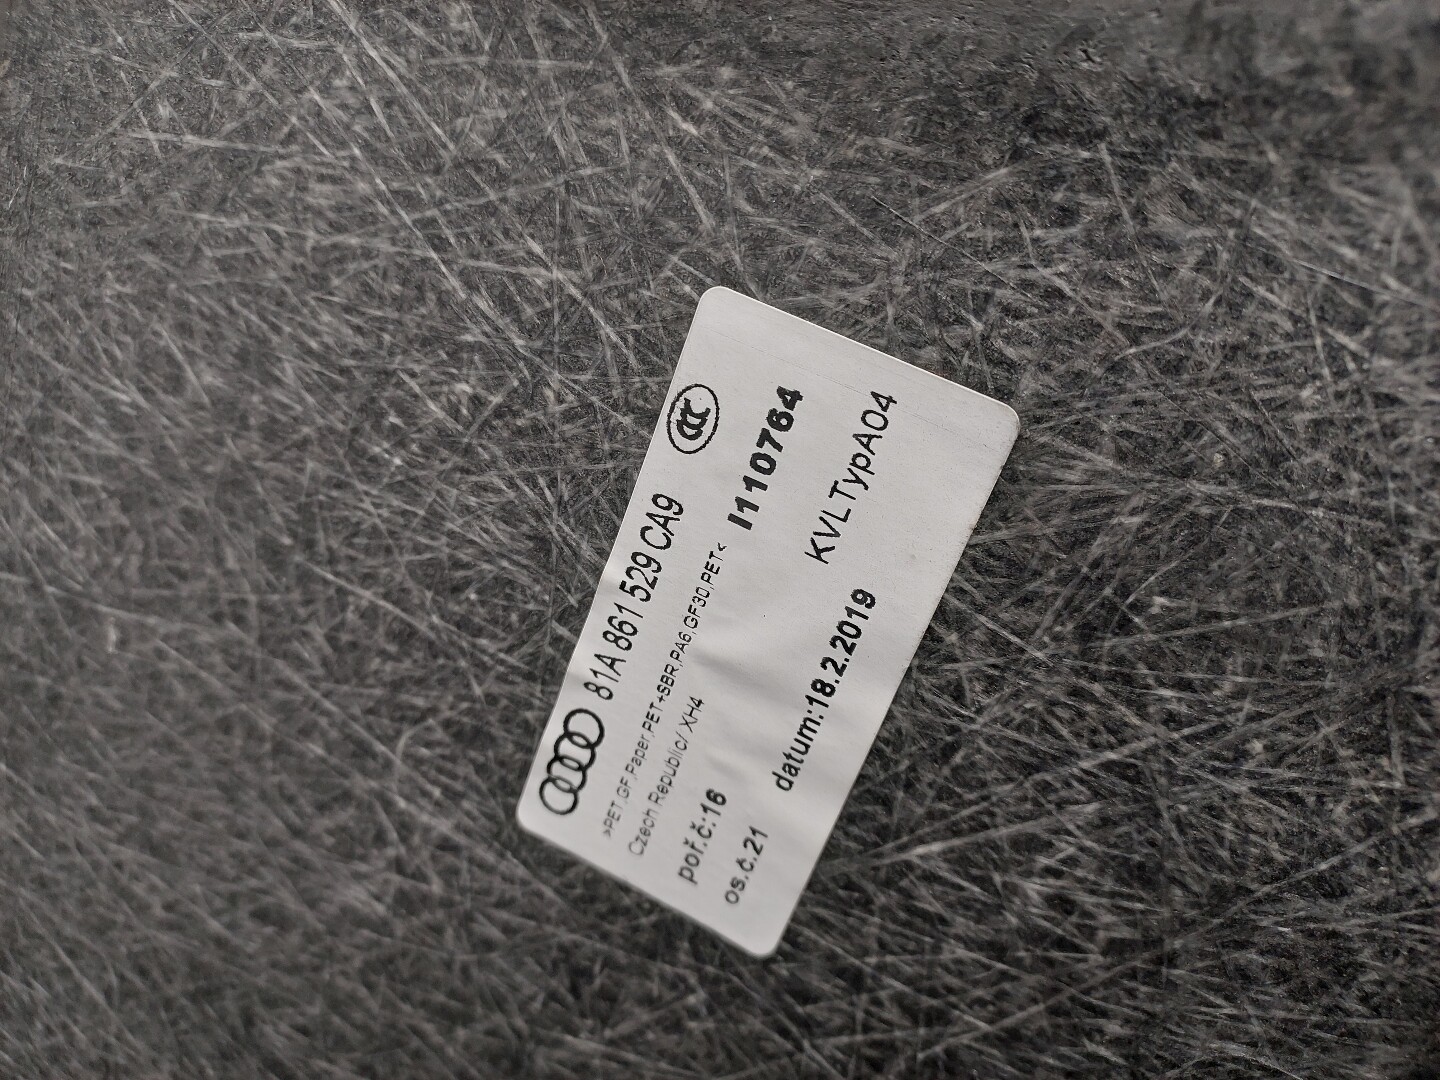 81A 861 529 CA9
CCC
>PET,GF,Paper,PET+SBR,PA6,GF30,PET<
Czech Republic/ XH4
I110764
poř.č:16
KVLTypA04
os.č.21
datum:18.2.2019